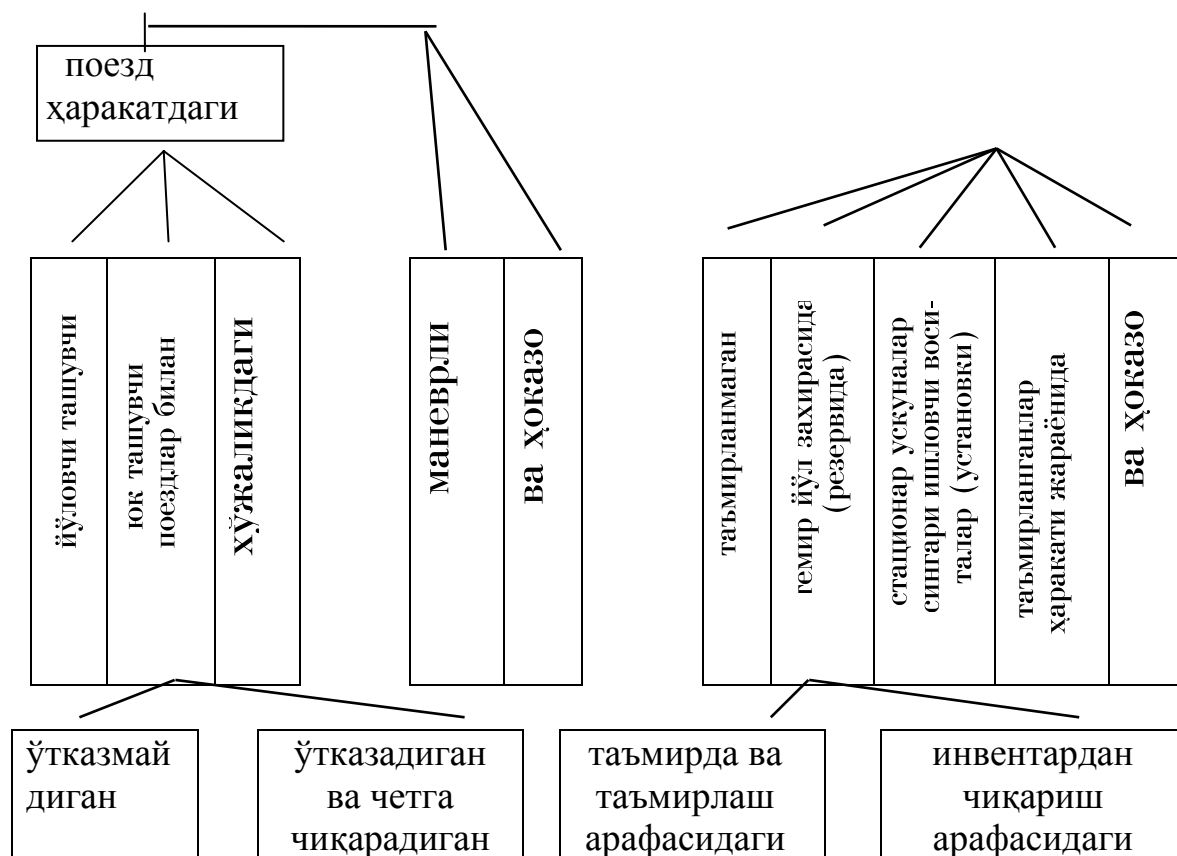 поезд
ҳаракатдаги
йўловчи ташувчи
юк ташувчи
поездлар билан
хўжаликдаги
маневрли
ва ҳоказо
таъмирланмаган
темир йўл захирасида
(резервида)
стационар ускуналар
сингари ишловчи воси-
талар (установки)
таъмирланганлар
ҳаракати жараёнида
ва ҳоказо
ўтказмай
диган
ўтказадиган
ва четга
чиқарадиган
таъмирда ва
таъмирлаш
арафасидаги
инвентардан
чиқариш
арафасидаги